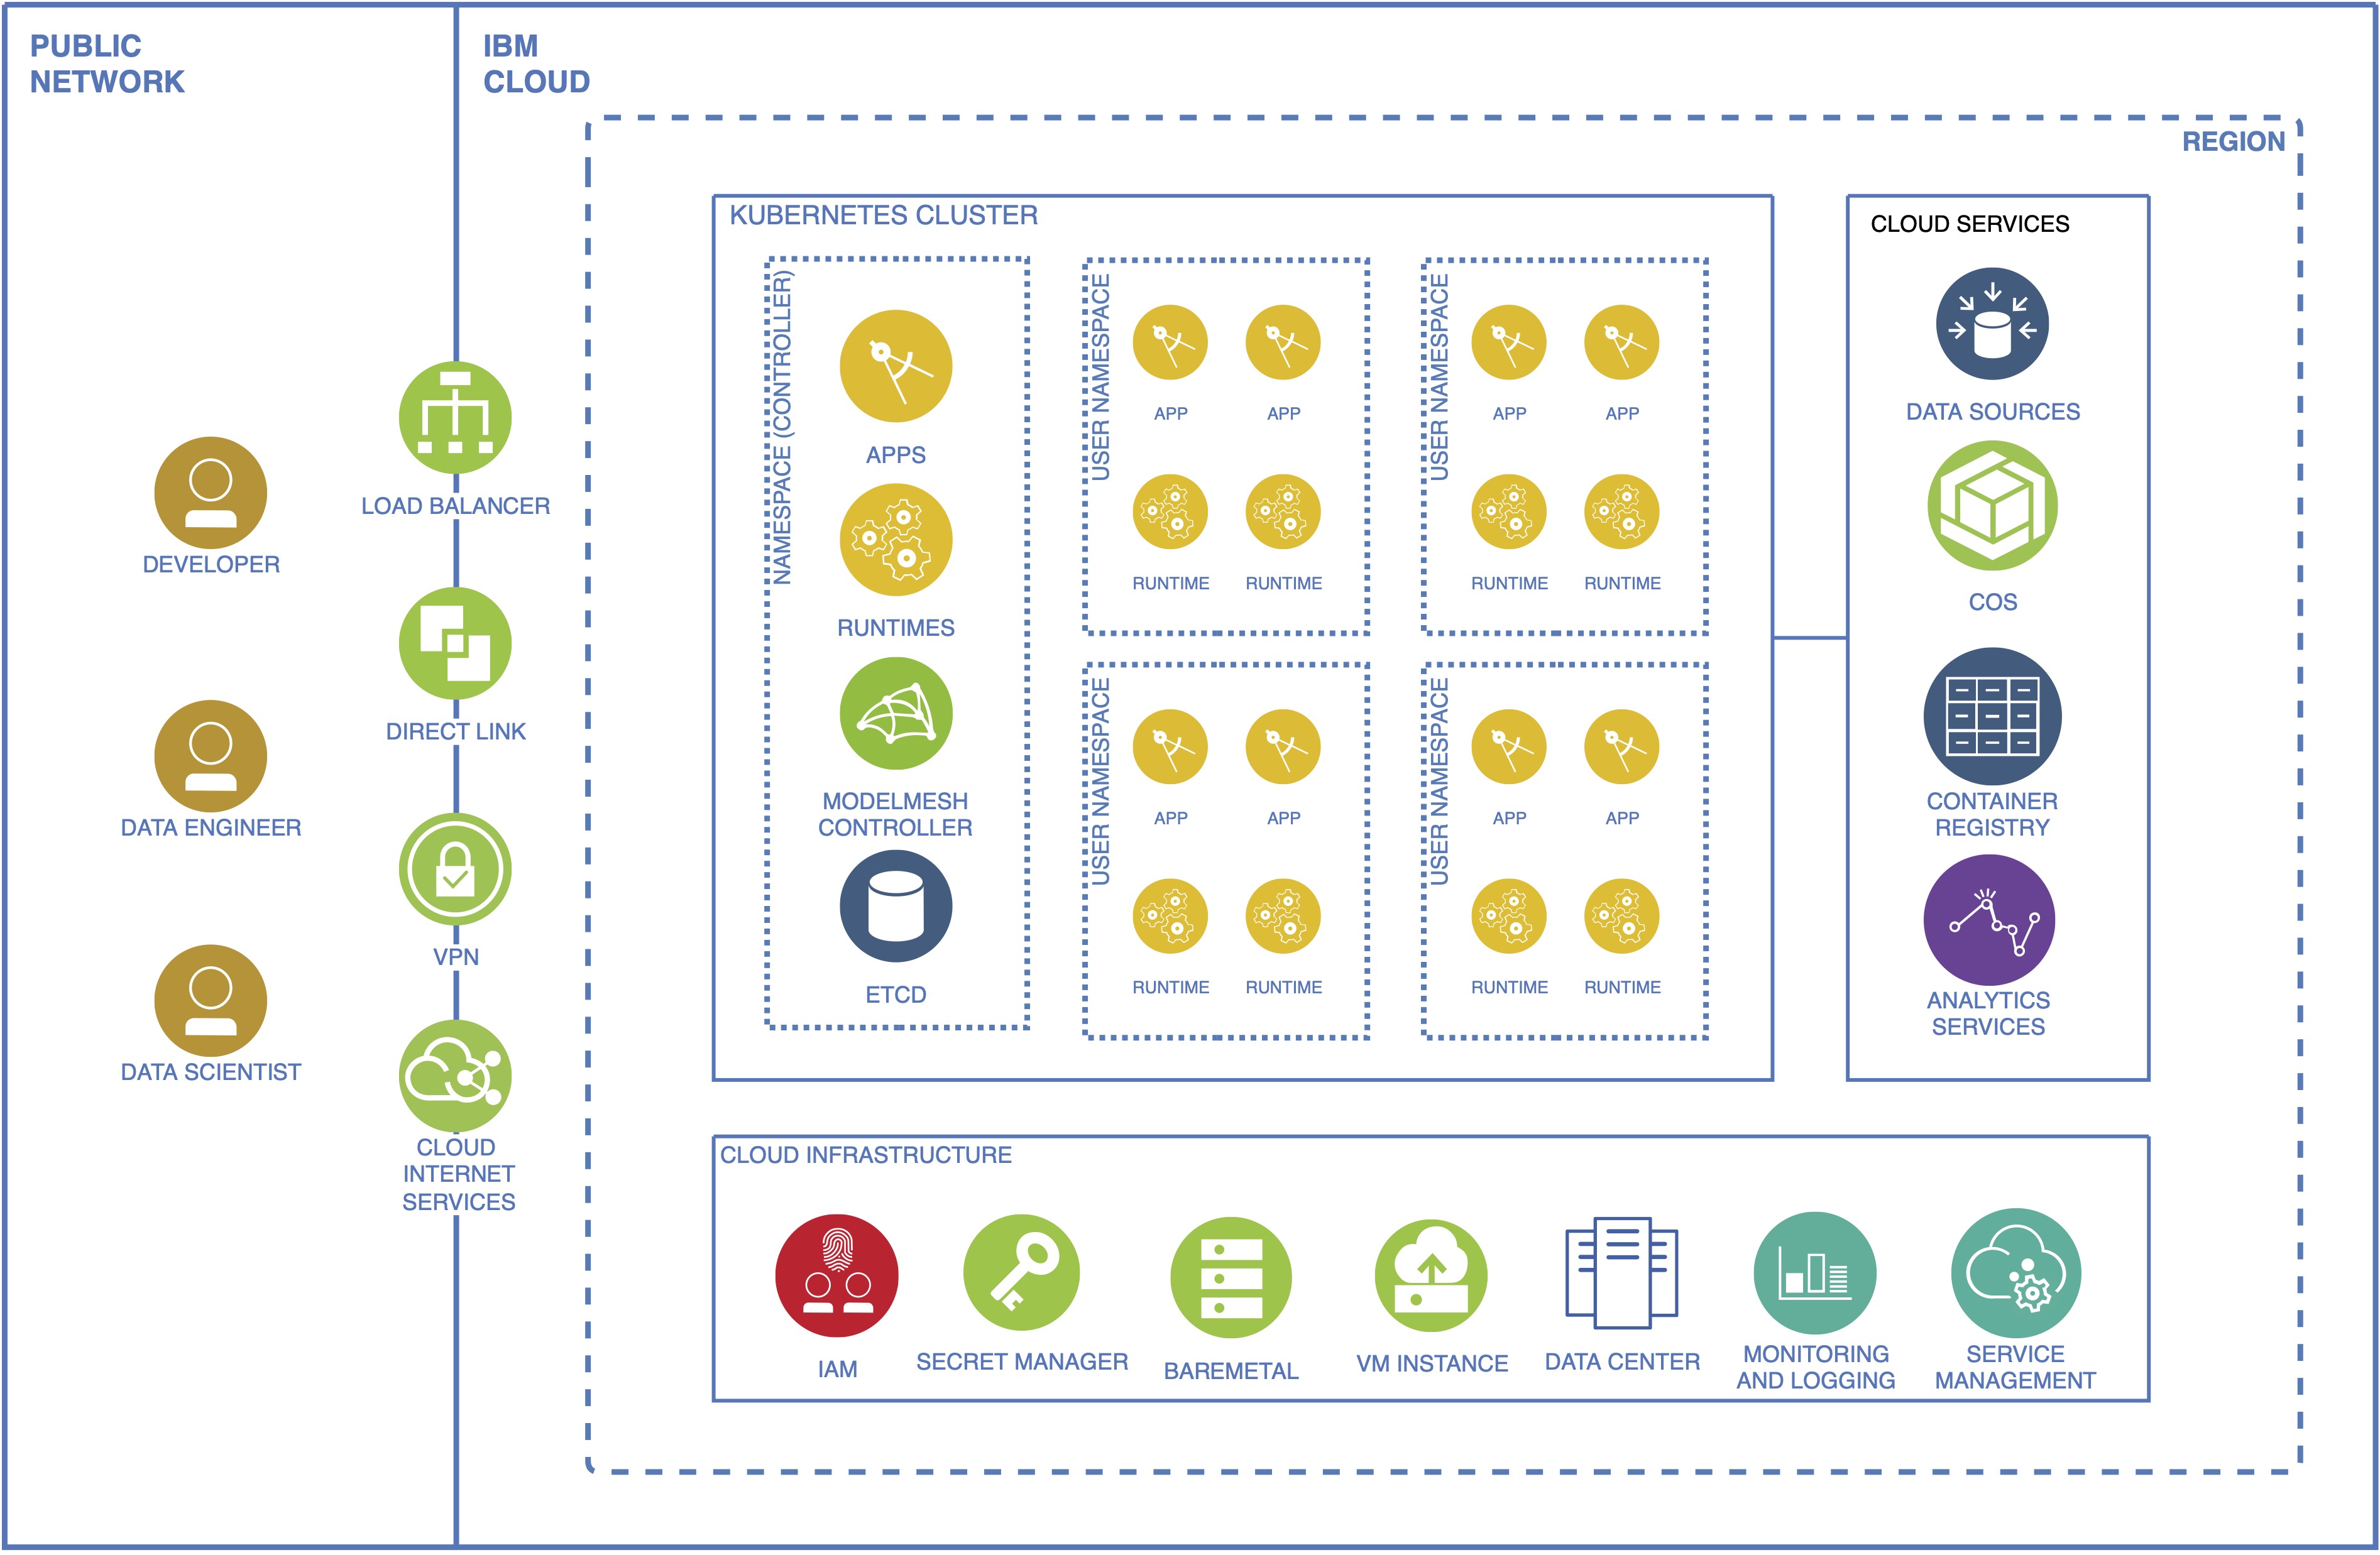 PUBLIC
NETWORK
IBM
CLOUD
REGION
DEVELOPER
DATA ENGINEER
DATA SCIENTIST
LOAD BALANCER
DIRECT LINK
VPN
CLOUD
INTERNET
SERVICES
KUBERNETES CLUSTER
NAMESPACE (CONTROLLER)
APPS
RUNTIMES
MODELMESH
CONTROLLER
ETCD
USER NAMESPACE
APP APP
RUNTIME RUNTIME
USER NAMESPACE
APP APP
RUNTIME RUNTIME
USER NAMESPACE
APP APP
RUNTIME RUNTIME
USER NAMESPACE
APP APP
RUNTIME RUNTIME
CLOUD SERVICES
DATA SOURCES
COS
CONTAINER
REGISTRY
ANALYTICS
SERVICES
CLOUD INFRASTRUCTURE
IAM
SECRET MANAGER
BAREMETAL
VM INSTANCE
DATA CENTER
MONITORING
AND LOGGING
SERVICE
MANAGEMENT